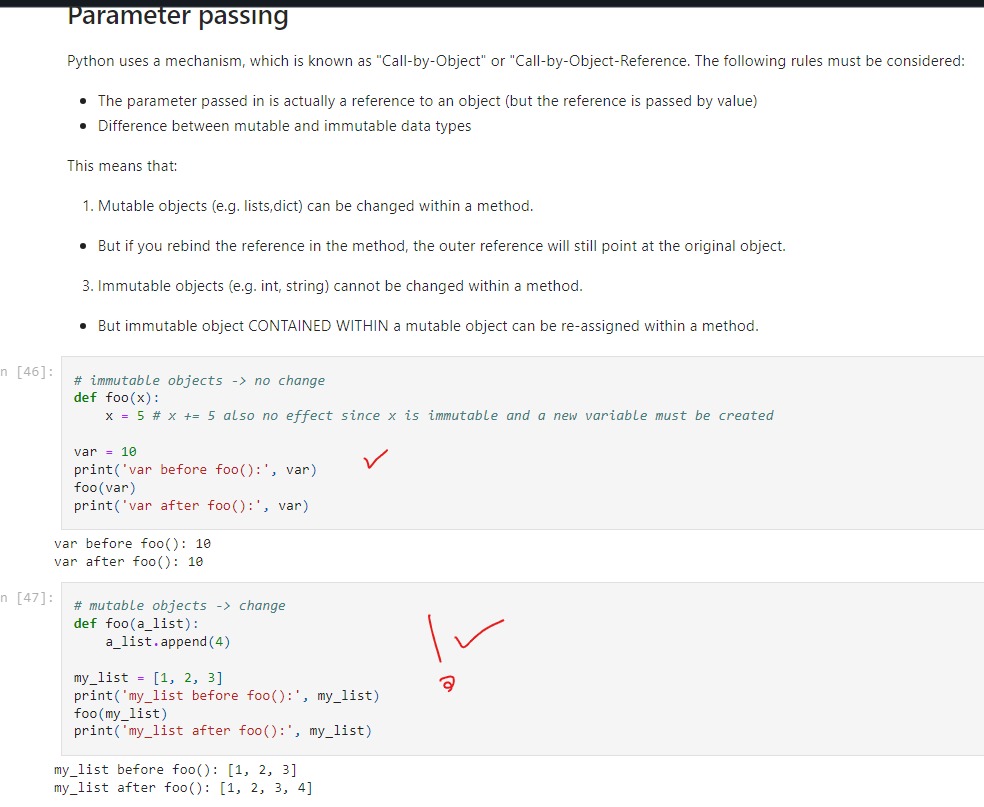 Parameter passing
Python uses a mechanism, which is known as "Call-by-Object" or "Call-by-Object-Reference. The following rules must be considered:
• The parameter passed in is actually a reference to an object (but the reference is passed by value)
• Difference between mutable and immutable data types
This means that:
1. Mutable objects (e.g. lists,dict) can be changed within a method.
• But if you rebind the reference in the method, the outer reference will still point at the original object.
3. Immutable objects (e.g. int, string) cannot be changed within a method.
• But immutable object CONTAINED WITHIN a mutable object can be re-assigned within a method.
n [46]:
# immutable objects -> no change
def foo(x):
    x = 5 # x += 5 also no effect since x is immutable and a new variable must be created
var = 10
print('var before foo():', var)
foo(var)
print('var after foo():', var)
var before foo(): 10
var after foo(): 10
n [47]:
# mutable objects -> change
def foo(a_list):
    a_list.append(4)
my_list = [1, 2, 3]
print('my_list before foo():', my_list)
foo(my_list)
print('my_list after foo():', my_list)
my_list before foo(): [1, 2, 3]
my_list after foo(): [1, 2, 3, 4]